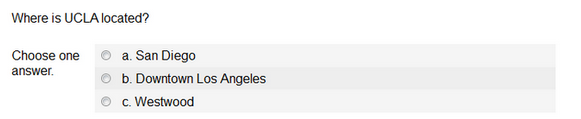 Where is UCLA located?
Choose one answer.
a. San Diego
b. Downtown Los Angeles
c. Westwood